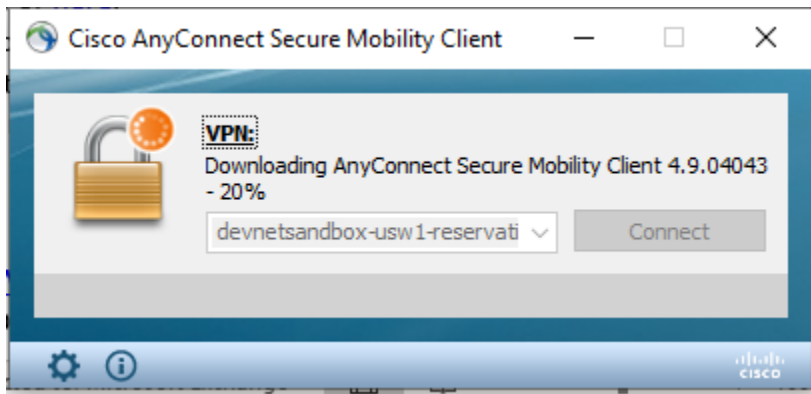 Cisco AnyConnect Secure Mobility Client
VPN:
Downloading AnyConnect Secure Mobility Client 4.9.04043
- 20%
devnetsandbox-usw1-reservati
Connect
CISCO